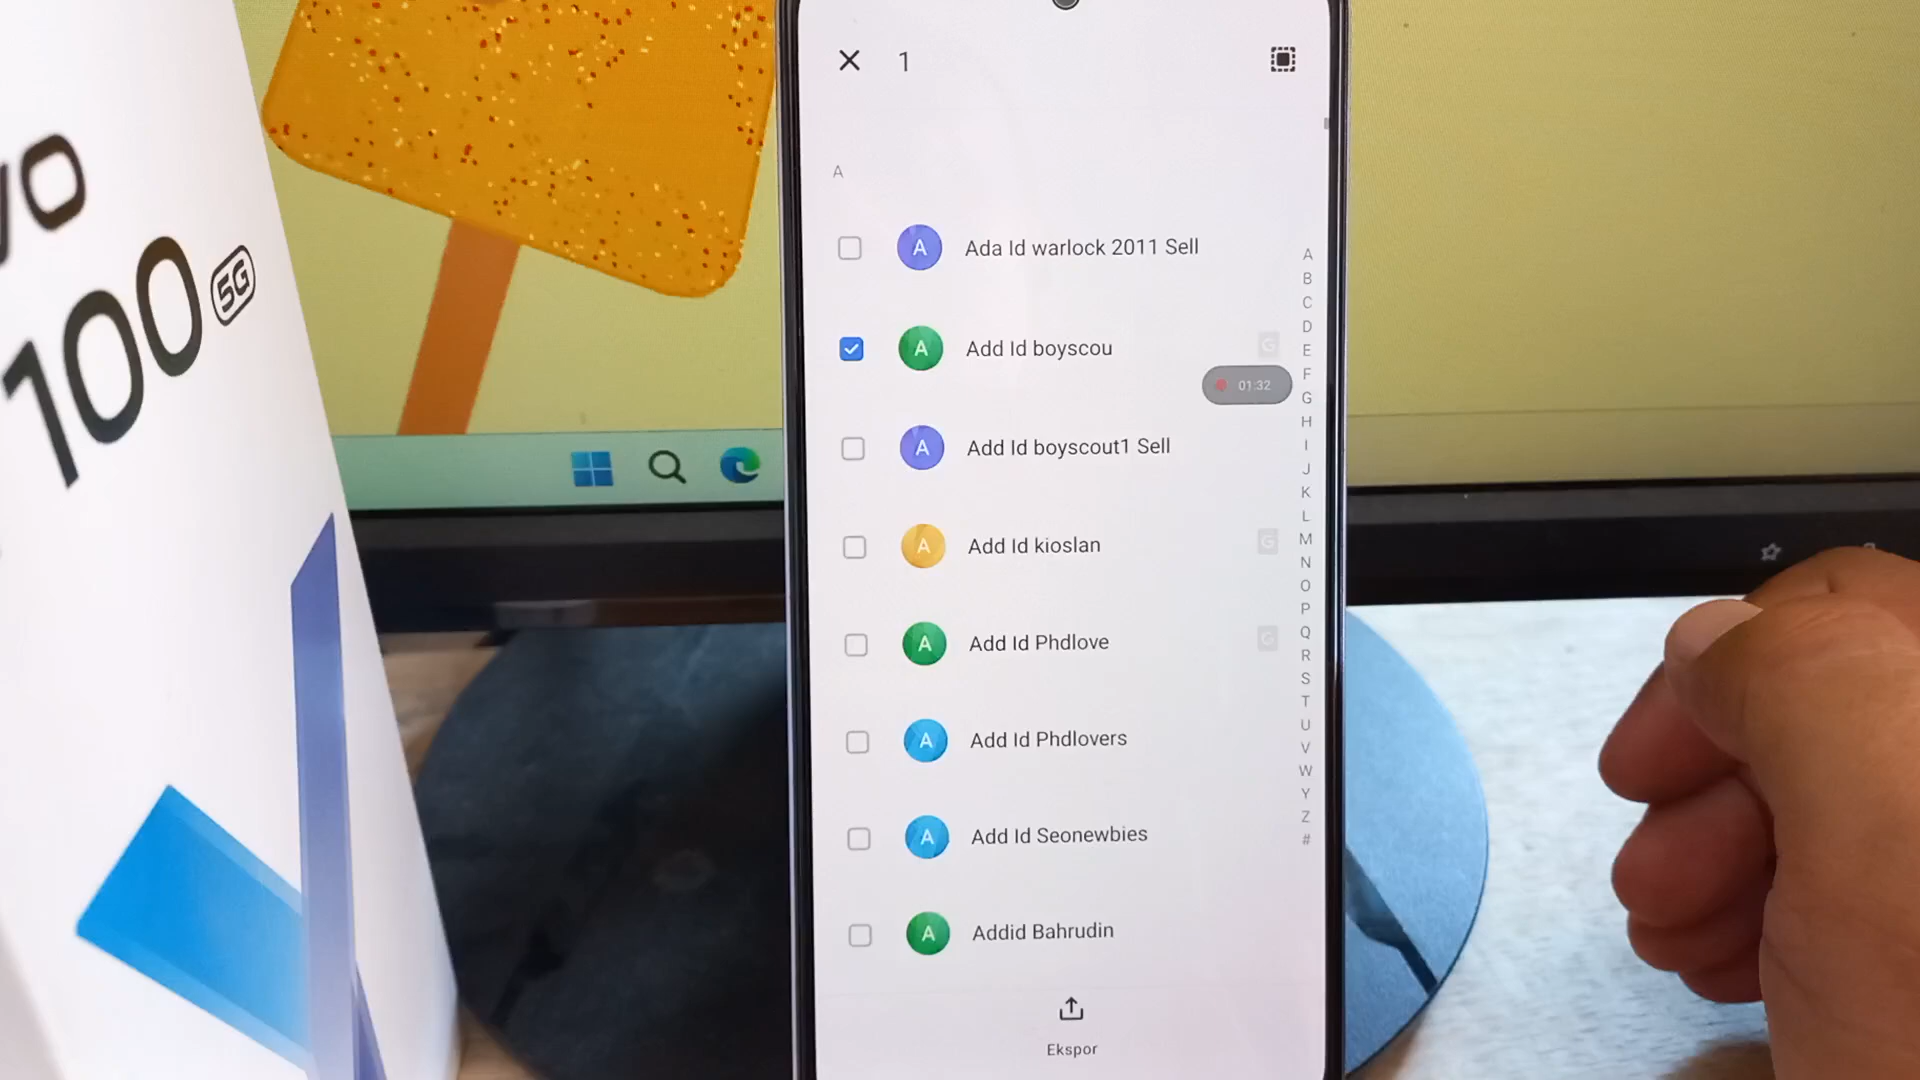 vo
100 5G
1
A
Ada Id warlock 2011 Sell
A
Add Id boyscou
A
G
01:32
Add Id boyscout1 Sell
A
Add Id kioslan
A
G
Add Id Phdlove
A
G
Add Id Phdlovers
A
Add Id Seonewbies
A
Addid Bahrudin
A
Ekspor
A
B
C
D
E
F
G
H
I
J
K
L
M
N
O
P
Q
R
S
T
U
V
W
Y
Z
#